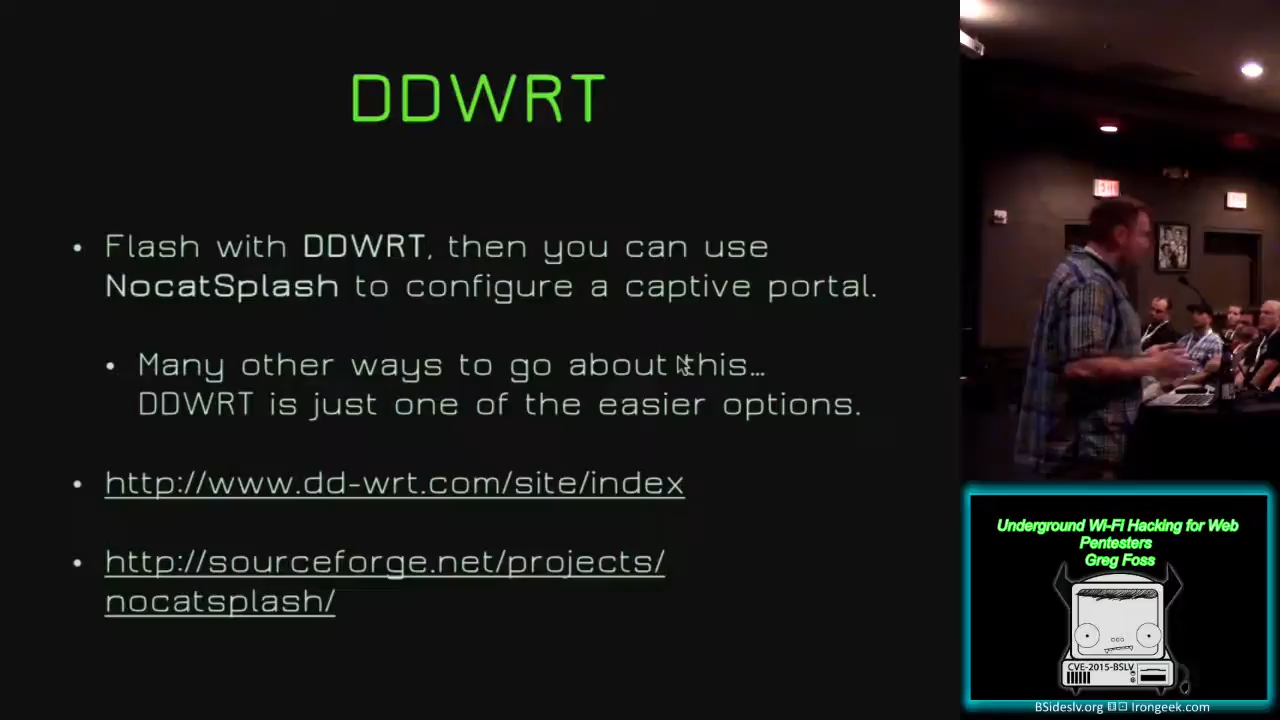 DDWRT
• Flash with DDWRT, then you can use
NocatSplash to configure a captive portal.
• Many other ways to go about this…
DDWRT is just one of the easier options.
• http://www.dd-wrt.com/site/index
• http://sourceforge.net/projects/
nocatsplash/
EXIT
Underground Wi-Fi Hacking for Web
Pentesters
Greg Foss
CVE-2015-BSLV
BSideslv.org Irongeek.com